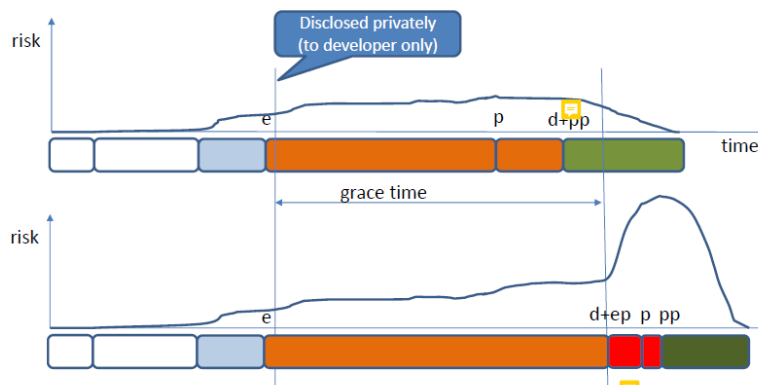 Disclosed privately
(to developer only)
risk
e
p
d+pp
time
grace time
risk
e
d+ep p pp